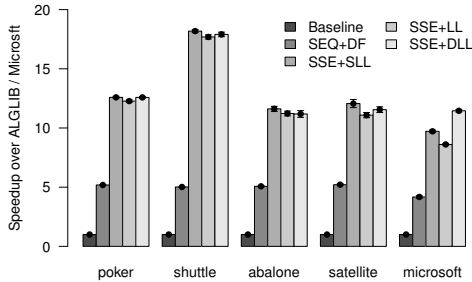 Speedup over ALGLIB / Microsft
20
15
10
5
0
Baseline
SEQ+DF
SSE+SLL
SSE+LL
SSE+DLL
poker shuttle abalone satellite microsoft